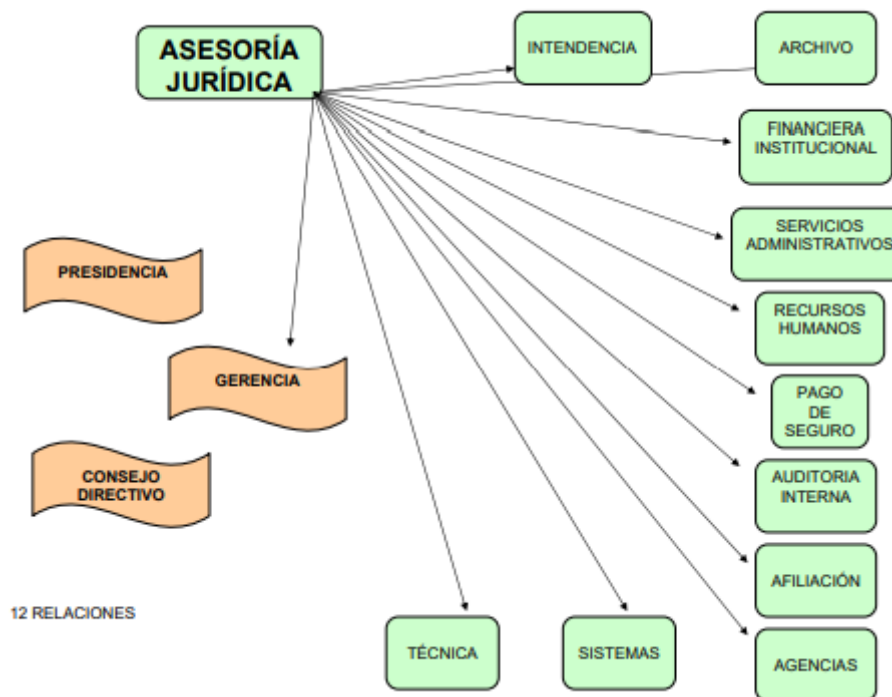 ASESORÍA
JURÍDICA
INTENDENCIA
ARCHIVO
FINANCIERA
INSTITUCIONAL
SERVICIOS
ADMINISTRATIVOS
PRESIDENCIA
RECURSOS
HUMANOS
GERENCIA
PAGO
DE
SEGURO
CONSEJO
DIRECTIVO
AUDITORIA
INTERNA
AFILIACIÓN
12 RELACIONES
TÉCNICA
SISTEMAS
AGENCIAS